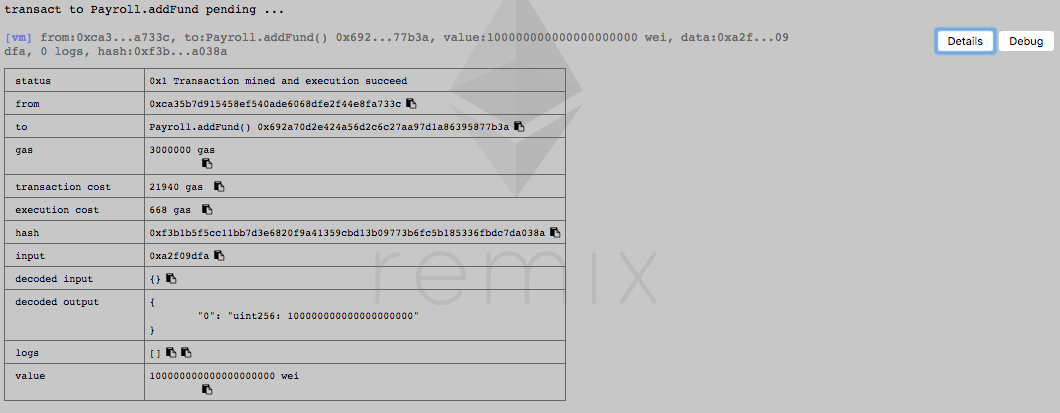 transact to Payroll.addFund pending ...
[vm] from:0xca3...a733c, to:Payroll.addFund() 0x692...77b3a, value:100000000000000000000 wei, data:0xa2f...09
dfa, 0 logs, hash:0xf3b...a038a
Details Debug
status 0x1 Transaction mined and execution succeed
from 0xca35b7d915458ef540ade6068dfe2f44e8fa733c
to Payroll.addFund() 0x692a70d2e424a56d2c6c27aa97d1a86395877b3a
gas 3000000 gas
transaction cost 21940 gas
execution cost 668 gas
hash 0xf3b1b5f5cc11bb7d3e6820f9a41359cbd13b09773b6fc5b185336fbdc7da038a
input 0xa2f09dfa
decoded input {}
decoded output {
"0": "uint256: 100000000000000000000"
}
logs []
value 100000000000000000000 wei
remix